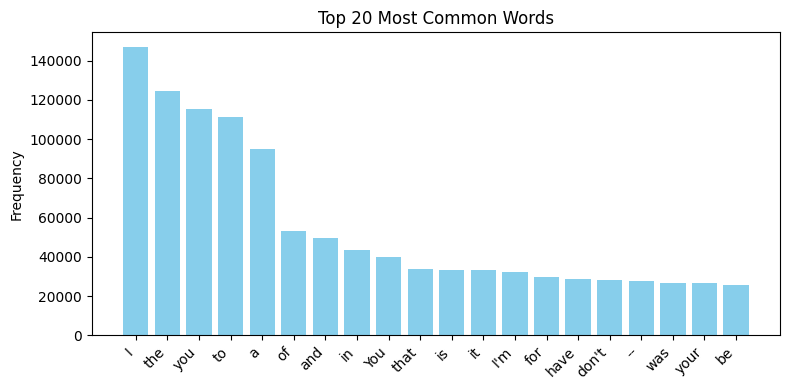 Top 20 Most Common Words
Frequency
140000
120000
100000
80000
60000
40000
20000
0
I
the
you
to
a
of
and
in
You
that
is
it
I'm
for
have
don't
--
was
your
be